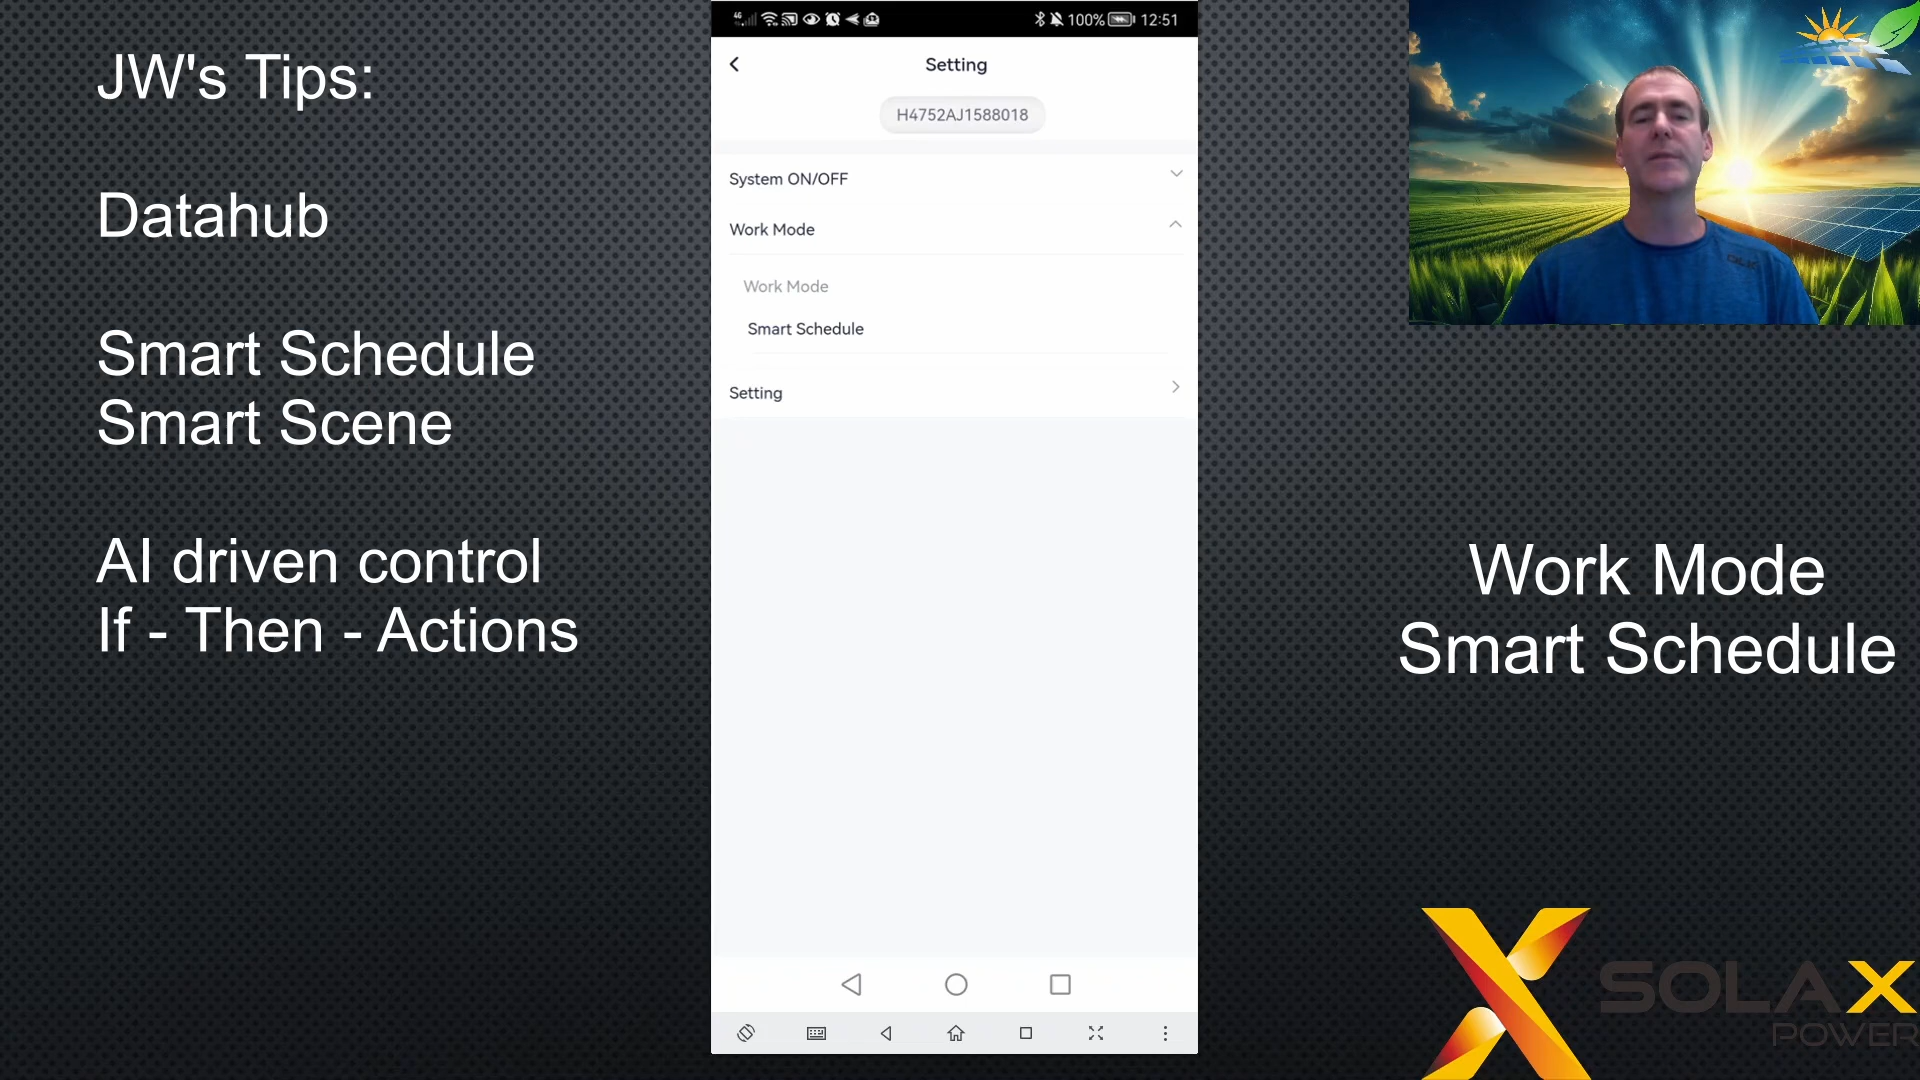 JW's Tips:
Datahub
Smart Schedule
Smart Scene
AI driven control
If - Then - Actions
4G
100%
12:51
Setting
H4752AJ1588018
System ON/OFF
Work Mode
Work Mode
Smart Schedule
Setting
Work Mode
Smart Schedule
SOLAX
POWER